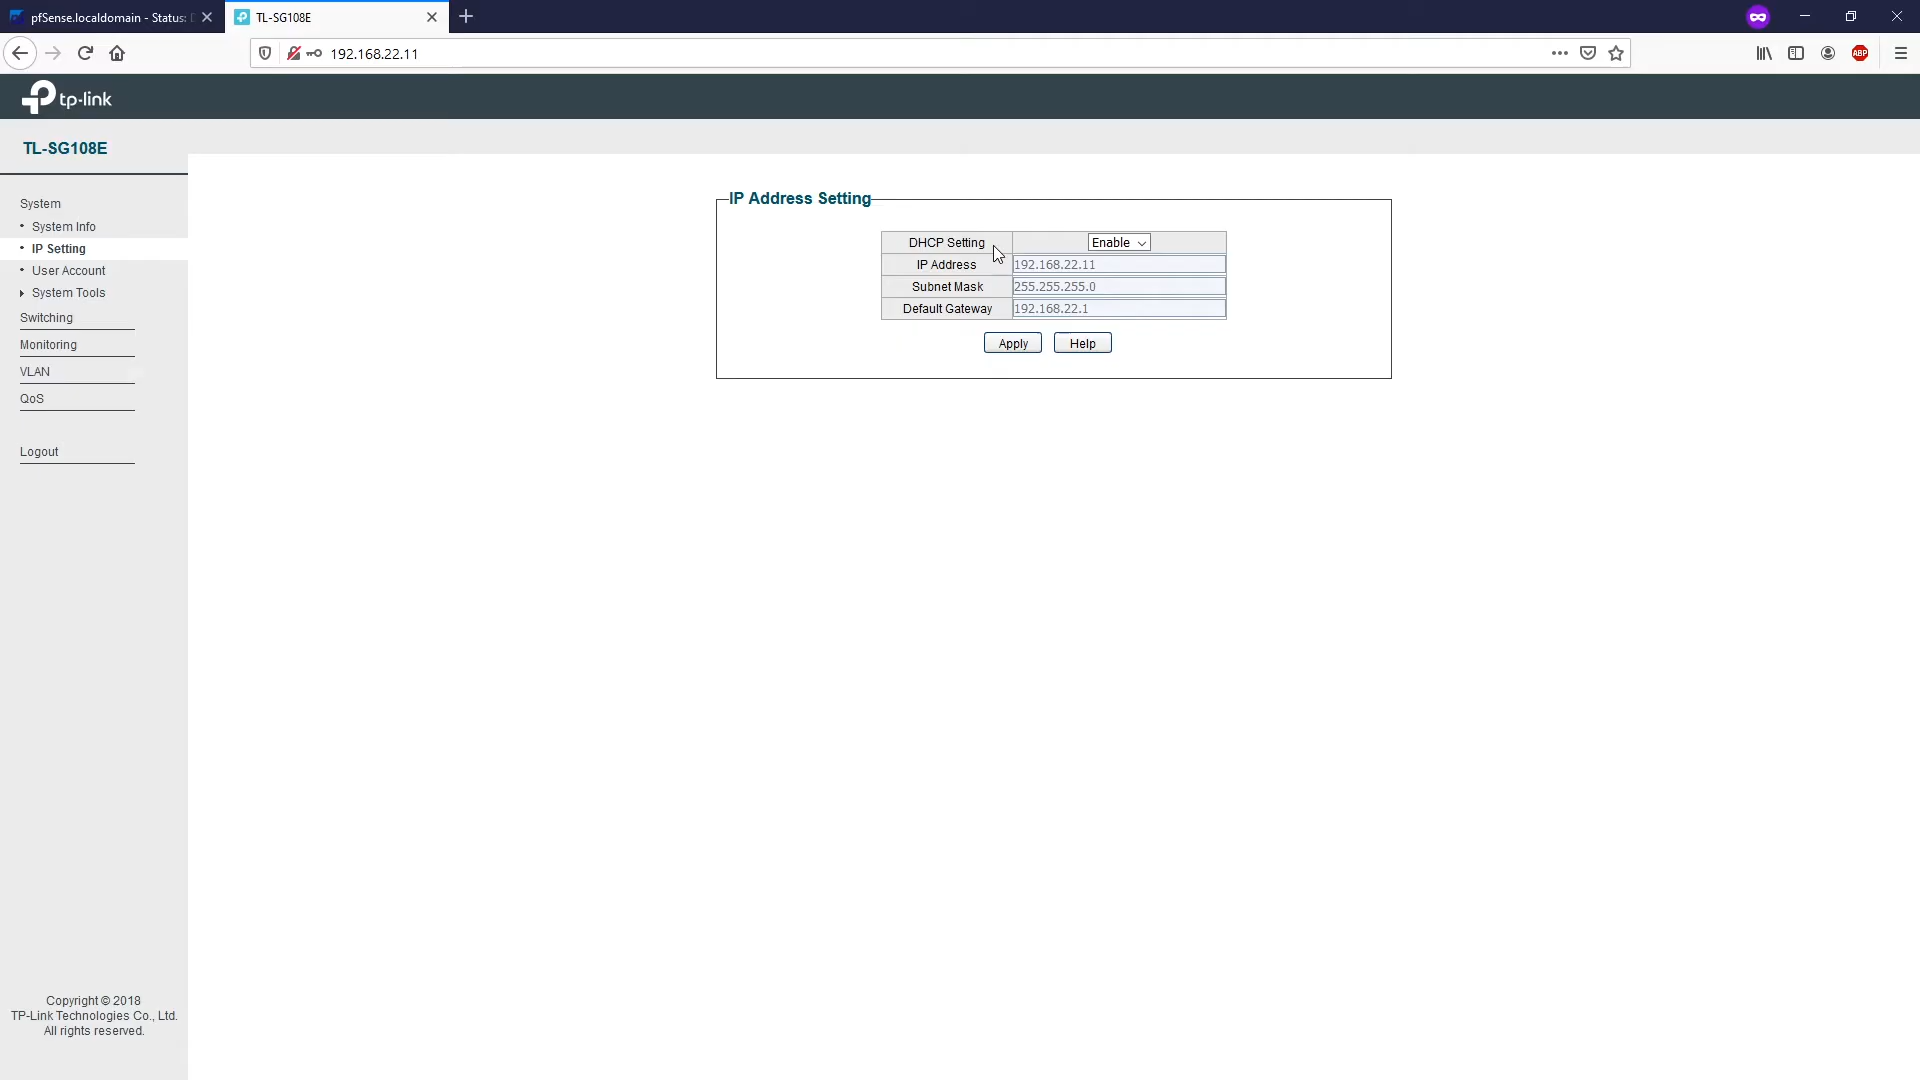 pfSense.localdomain - Status:
TL-SG108E
192.168.22.11
ABP
tp-link
TL-SG108E
System
System Info
IP Setting
User Account
System Tools
Switching
Monitoring
VLAN
QoS
Logout
IP Address Setting
DHCP Setting Enable
IP Address 192.168.22.11
Subnet Mask 255.255.255.0
Default Gateway 192.168.22.1
Apply Help
Copyright © 2018
TP-Link Technologies Co., Ltd.
All rights reserved.